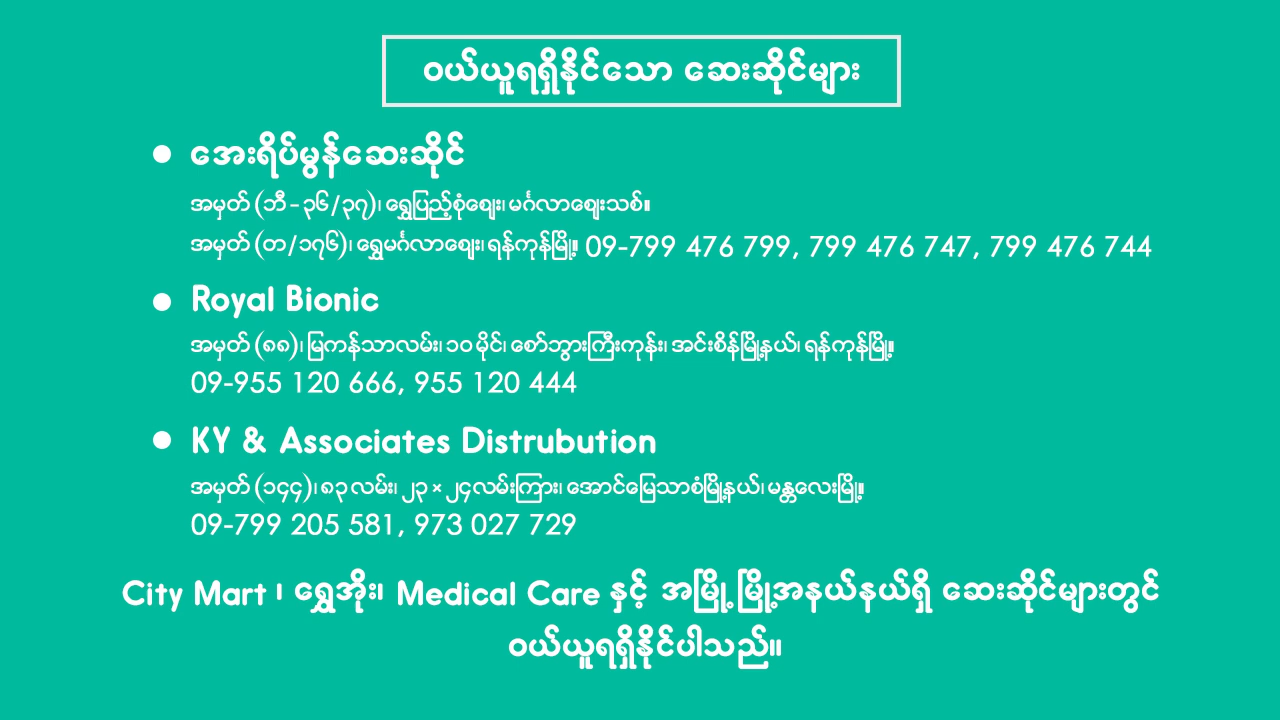 ဝယ်ယူရရှိနိုင်သော ဆေးဆိုင်များ
အေးရိပ်မွန်ဆေးဆိုင်
အမှတ် (ဘီ - ၃၆ / ၃၇)၊ ရွှေပြည့်စုံစျေး၊ မင်္ဂလာစျေးသစ်။
အမှတ် (တ / ၁၇၆)၊ ရွှေမင်္ဂလာစျေး၊ ရန်ကုန်မြို့။ 09-799 476 799, 799 476 747, 799 476 744
Royal Bionic
အမှတ် (၈၈)၊ မြကန်သာလမ်း၊ ၁၀ မိုင်၊ စော်ဘွားကြီးကုန်း၊ အင်းစိန်မြို့နယ်၊ ရန်ကုန်မြို့။
09-955 120 666, 955 120 444
KY & Associates Distrubution
အမှတ် (၁၄၄)၊ ၈၃ လမ်း၊ ၂၃ × ၂၄ လမ်းကြား၊ အောင်မြေသာစံမြို့နယ်၊ မန္တလေးမြို့။
09-799 205 581, 973 027 729
City Mart ၊ ရွှေအိုး၊ Medical Care နှင့် အမြို့မြို့အနယ်နယ်ရှိ ဆေးဆိုင်များတွင်
ဝယ်ယူရရှိနိုင်ပါသည်။